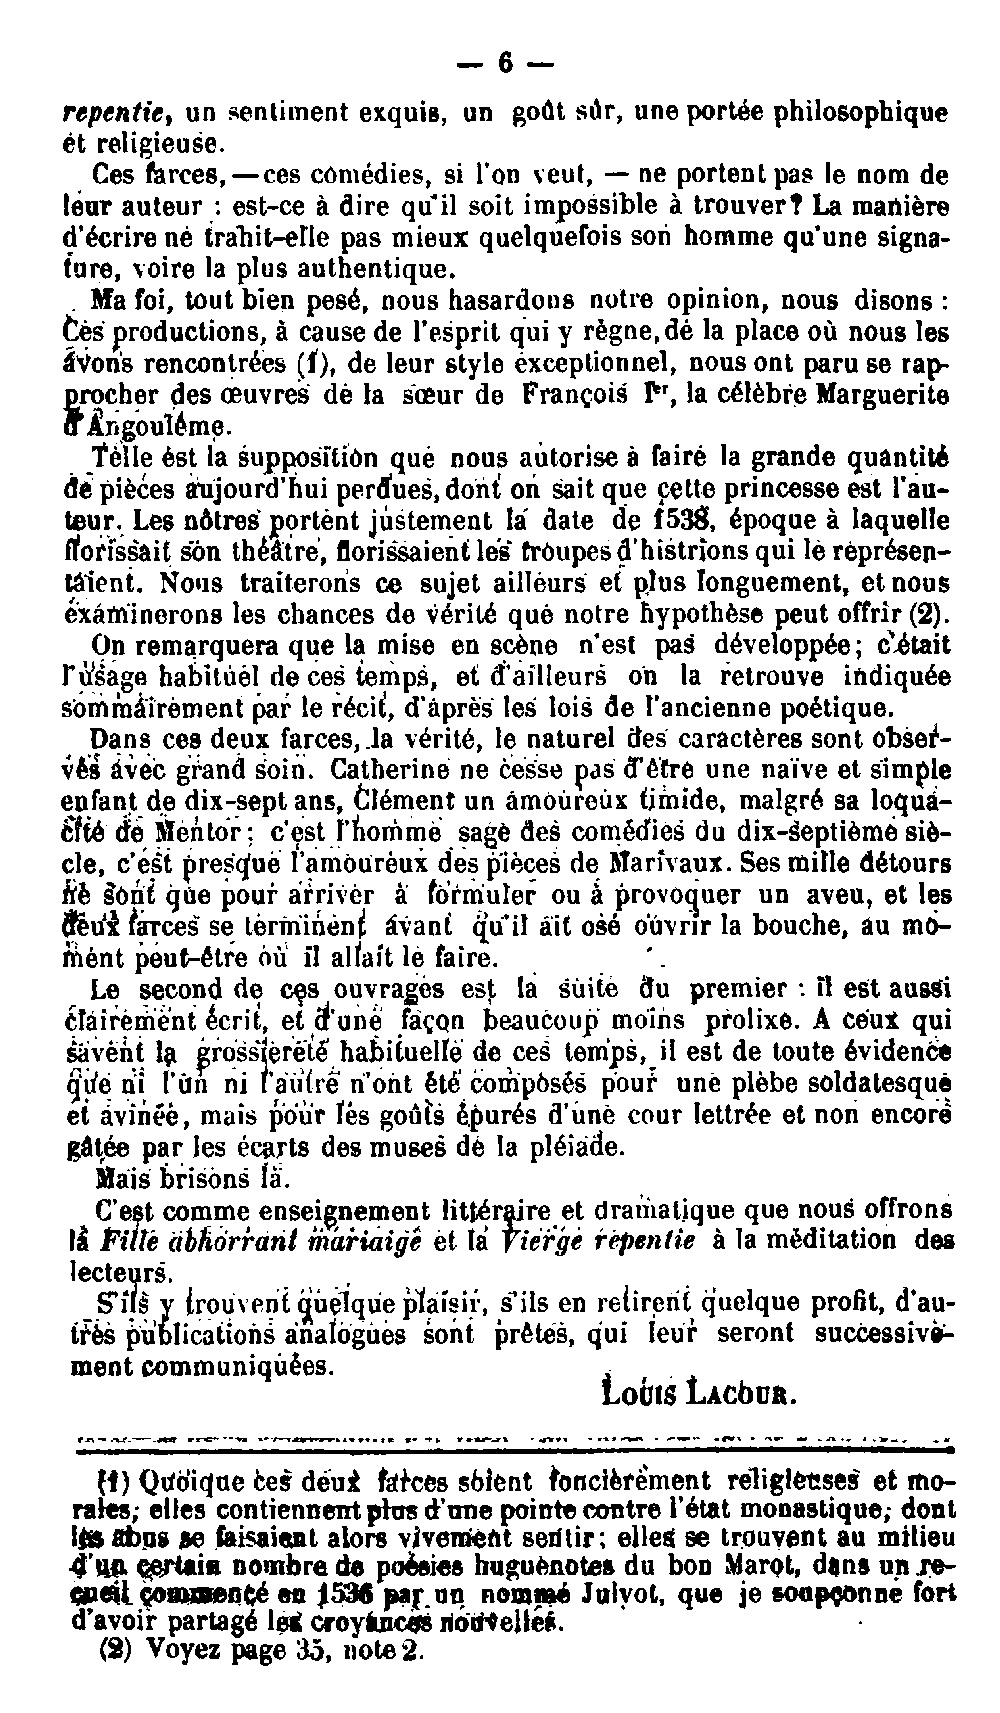 — 6 —
repentie, un sentiment exquis, un goût sûr, une portée philosophique
et religieuse.
Ces farces, — ces comédies, si l'on veut, — ne portent pas le nom de
leur auteur : est-ce à dire qu'il soit impossible à trouver? La manière
d'écrire ne trahit-elle pas mieux quelquefois son homme qu'une signa-
ture, voire la plus authentique.
Ma foi, tout bien pesé, nous hasardons notre opinion, nous disons :
Ces productions, à cause de l'esprit qui y règne, de la place où nous les
avons rencontrées (1), de leur style exceptionnel, nous ont paru se rap-
procher des œuvres de la sœur de François Ier, la célèbre Marguerite
d'Angoulême.
Telle est la supposition que nous autorise à faire la grande quantité
de pièces aujourd'hui perdues, dont on sait que cette princesse est l'au-
teur. Les nôtres portent justement la date de 1538, époque à laquelle
florissait son théâtre, florissaient les troupes d'histrions qui le représen-
taient. Nous traiterons ce sujet ailleurs et plus longuement, et nous
examinerons les chances de vérité que notre hypothèse peut offrir (2).
On remarquera que la mise en scène n'est pas développée; c'était
l'usage habituel de ces temps, et d'ailleurs on la retrouve indiquée
sommairement par le récit, d'après les lois de l'ancienne poétique.
Dans ces deux farces, la vérité, le naturel des caractères sont obser-
vés avec grand soin. Catherine ne cesse pas d'être une naïve et simple
enfant de dix-sept ans, Clément un amoureux timide, malgré sa loqua-
cité de Mentor; c'est l'homme sage des comédies du dix-septième siè-
cle, c'est presque l'amoureux des pièces de Marivaux. Ses mille détours
ne sont que pour arriver à formuler ou à provoquer un aveu, et les
deux farces se terminent avant qu'il ait osé ouvrir la bouche, au mo-
ment peut-être où il allait le faire.
Le second de ces ouvrages est la suite du premier : il est aussi
clairement écrit, et d'une façon beaucoup moins prolixe. A ceux qui
savent la grossièreté habituelle de ces temps, il est de toute évidence
que ni l'un ni l'autre n'ont été composés pour une plèbe soldatesque
et avinée, mais pour les goûts épurés d'une cour lettrée et non encore
gâtée par les écarts des muses de la pléiade.
Mais brisons là.
C'est comme enseignement littéraire et dramatique que nous offrons
la Fille abhorrant mariaige et la Vierge repentie à la méditation des
lecteurs.
S'ils y trouvent quelque plaisir, s'ils en retirent quelque profit, d'au-
tres publications analogues sont prêtes, qui leur seront successive-
ment communiquées.
LOUIS LACOUR.
(1) Quoique ces deux farces soient foncièrement religieuses et mo-
rales; elles contiennent plus d'une pointe contre l'état monastique, dont
les abus se faisaient alors vivement sentir; elles se trouvent au milieu
d'un certain nombre de poésies huguenotes du bon Marot, dans un re-
cueil commencé en 1536 par un nommé Julyot, que je soupçonne fort
d'avoir partagé les croyances nouvelles.
(2) Voyez page 35, note 2.